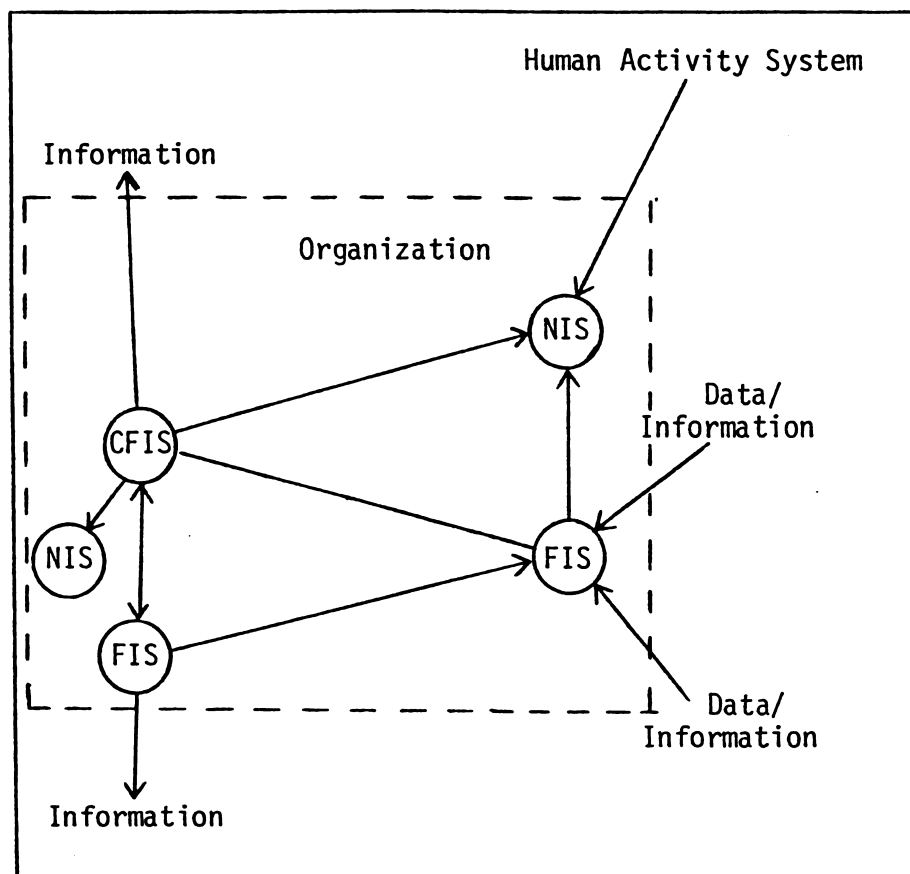 Human Activity System
Information
Organization
NIS
Data/
Information
CFIS
NIS
FIS
FIS
Data/
Information
Information